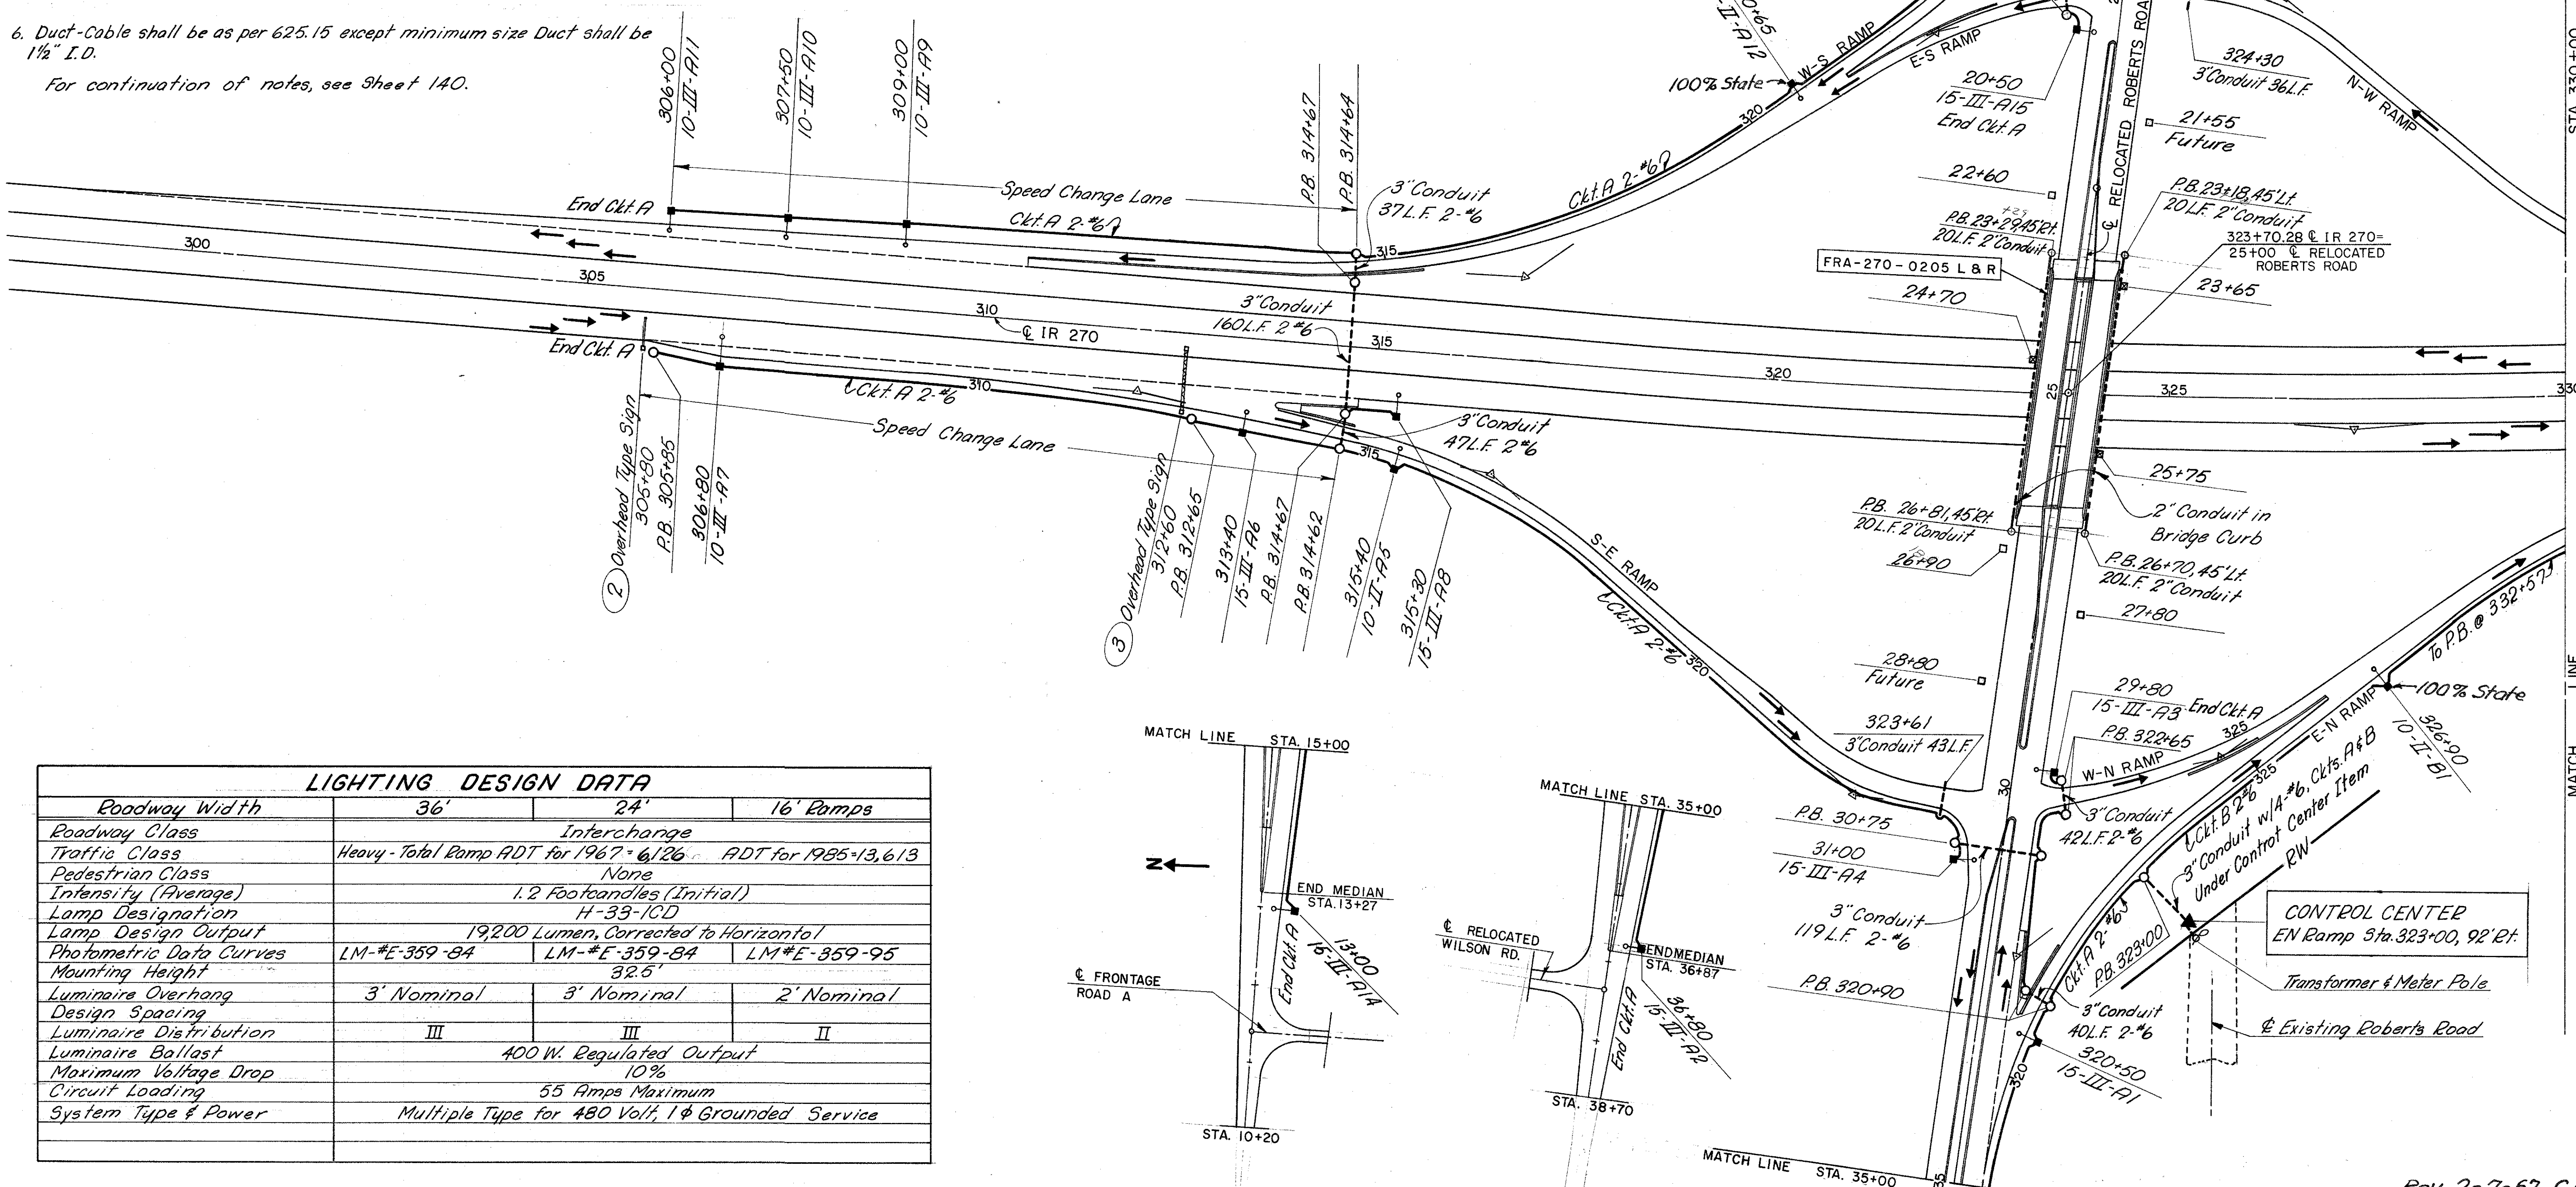 6. Duct-Cable shall be as per 625.15 except minimum size Duct shall be
1½" I.D.
For continuation of notes, see Sheet 140.
306+00
10-III-A11
307+50
10-III-A10
309+00
10-III-A9
P.B. 314+67
P.B. 314+64
Speed Change Lane
End Ckt. A
Ckt. A 2-#6
3" Conduit
37 L.F. 2-#6
Ckt. A 2-#6
100% State
W-S RAMP
E-S RAMP
320
315
300
305
310
℄ IR 270
3" Conduit
160 L.F. 2 #6
315
320
325
330
End Ckt. A
Ckt. A 2-#6
310
Speed Change Lane
315
3" Conduit
47 L.F. 2 #6
2 Overhead Type Sign
305+80
P.B. 305+85
306+80
10-III-A7
3 Overhead Type Sign
312+60
P.B. 312+65
313+40
15-III-A6
P.B. 314+67
P.B. 314+62
315+40
10-II-A5
315+30
15-III-A8
S-E RAMP
Ckt. A 2-#6
320
20+50
15-III-A15
End Ckt. A
RELOCATED ROBERTS ROA
℄
324+30
3" Conduit 36 L.F.
N-W RAMP
STA. 330+00
21+55
Future
22+60
P.B. 23+18, 45' Lt.
20 L.F. 2" Conduit
P.B. 23+29, 45' Rt.
20 L.F. 2" Conduit
323+70.28 ℄ IR 270=
25+00 ℄ RELOCATED
ROBERTS ROAD
FRA-270-0205 L & R
24+70
23+65
25
25+75
2" Conduit in
Bridge Curb
P.B. 26+81, 45' Rt.
20 L.F. 2" Conduit
26+90
P.B. 26+70, 45' Lt.
20 L.F. 2" Conduit
27+80
28+80
Future
To P.B. @ 332+57
MATCH LINE
100% State
29+80
15-III-A3 End Ckt. A
P.B. 322+65
323+61
3" Conduit 43 L.F.
W-N RAMP
325
E-N RAMP
326+90
10-II-B1
30
3" Conduit
42 L.F. 2-#6
P.B. 30+75
31+00
15-III-A4
3" Conduit
119 L.F. 2-#6
Ckt. B 2 #6
325
3" Conduit w/4-#6, Ckts. A & B
Under Control Center Item
RW
CONTROL CENTER
EN Ramp Sta. 323+00, 92' Rt.
Ckt. A 2-#6
P.B. 323+00
Transformer & Meter Pole
P.B. 320+90
3" Conduit
40 L.F. 2-#6
℄ Existing Roberts Road
320+50
15-III-A1
320
35
MATCH LINE STA. 35+00
MATCH LINE STA. 15+00
N
END MEDIAN
STA. 13+27
13+00
15-III-A14
End Ckt. A
℄ FRONTAGE
ROAD A
STA. 10+20
MATCH LINE STA. 35+00
℄ RELOCATED
WILSON RD.
END MEDIAN
STA. 36+87
36+80
15-III-A2
End Ckt. A
STA. 38+70
LIGHTING DESIGN DATA
Roadway Width 36' 24' 16' Ramps
Roadway Class Interchange
Traffic Class Heavy-Total Ramp ADT for 1967=6,126 ADT for 1985=13,613
Pedestrian Class None
Intensity (Average) 1.2 Footcandles (Initial)
Lamp Designation H-33-1CD
Lamp Design Output 19,200 Lumen, Corrected to Horizontal
Photometric Data Curves LM-#E-359-84 LM-#E-359-84 LM#E-359-95
Mounting Height 32.5'
Luminaire Overhang 3' Nominal 3' Nominal 2' Nominal
Design Spacing
Luminaire Distribution III III II
Luminaire Ballast 400 W. Regulated Output
Maximum Voltage Drop 10%
Circuit Loading 55 Amps Maximum
System Type & Power Multiple Type for 480 Volt, 1 ϕ Grounded Service